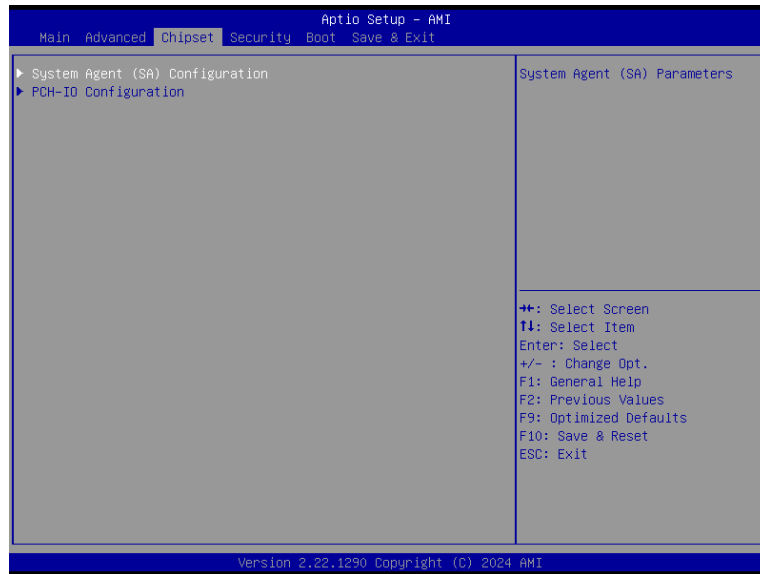 Aptio Setup – AMI
Main Advanced Chipset Security Boot Save & Exit
▶ System Agent (SA) Configuration
▶ PCH-IO Configuration
System Agent (SA) Parameters
→←: Select Screen
↑↓: Select Item
Enter: Select
+/- : Change Opt.
F1: General Help
F2: Previous Values
F9: Optimized Defaults
F10: Save & Reset
ESC: Exit
Version 2.22.1290 Copyright (C) 2024 AMI